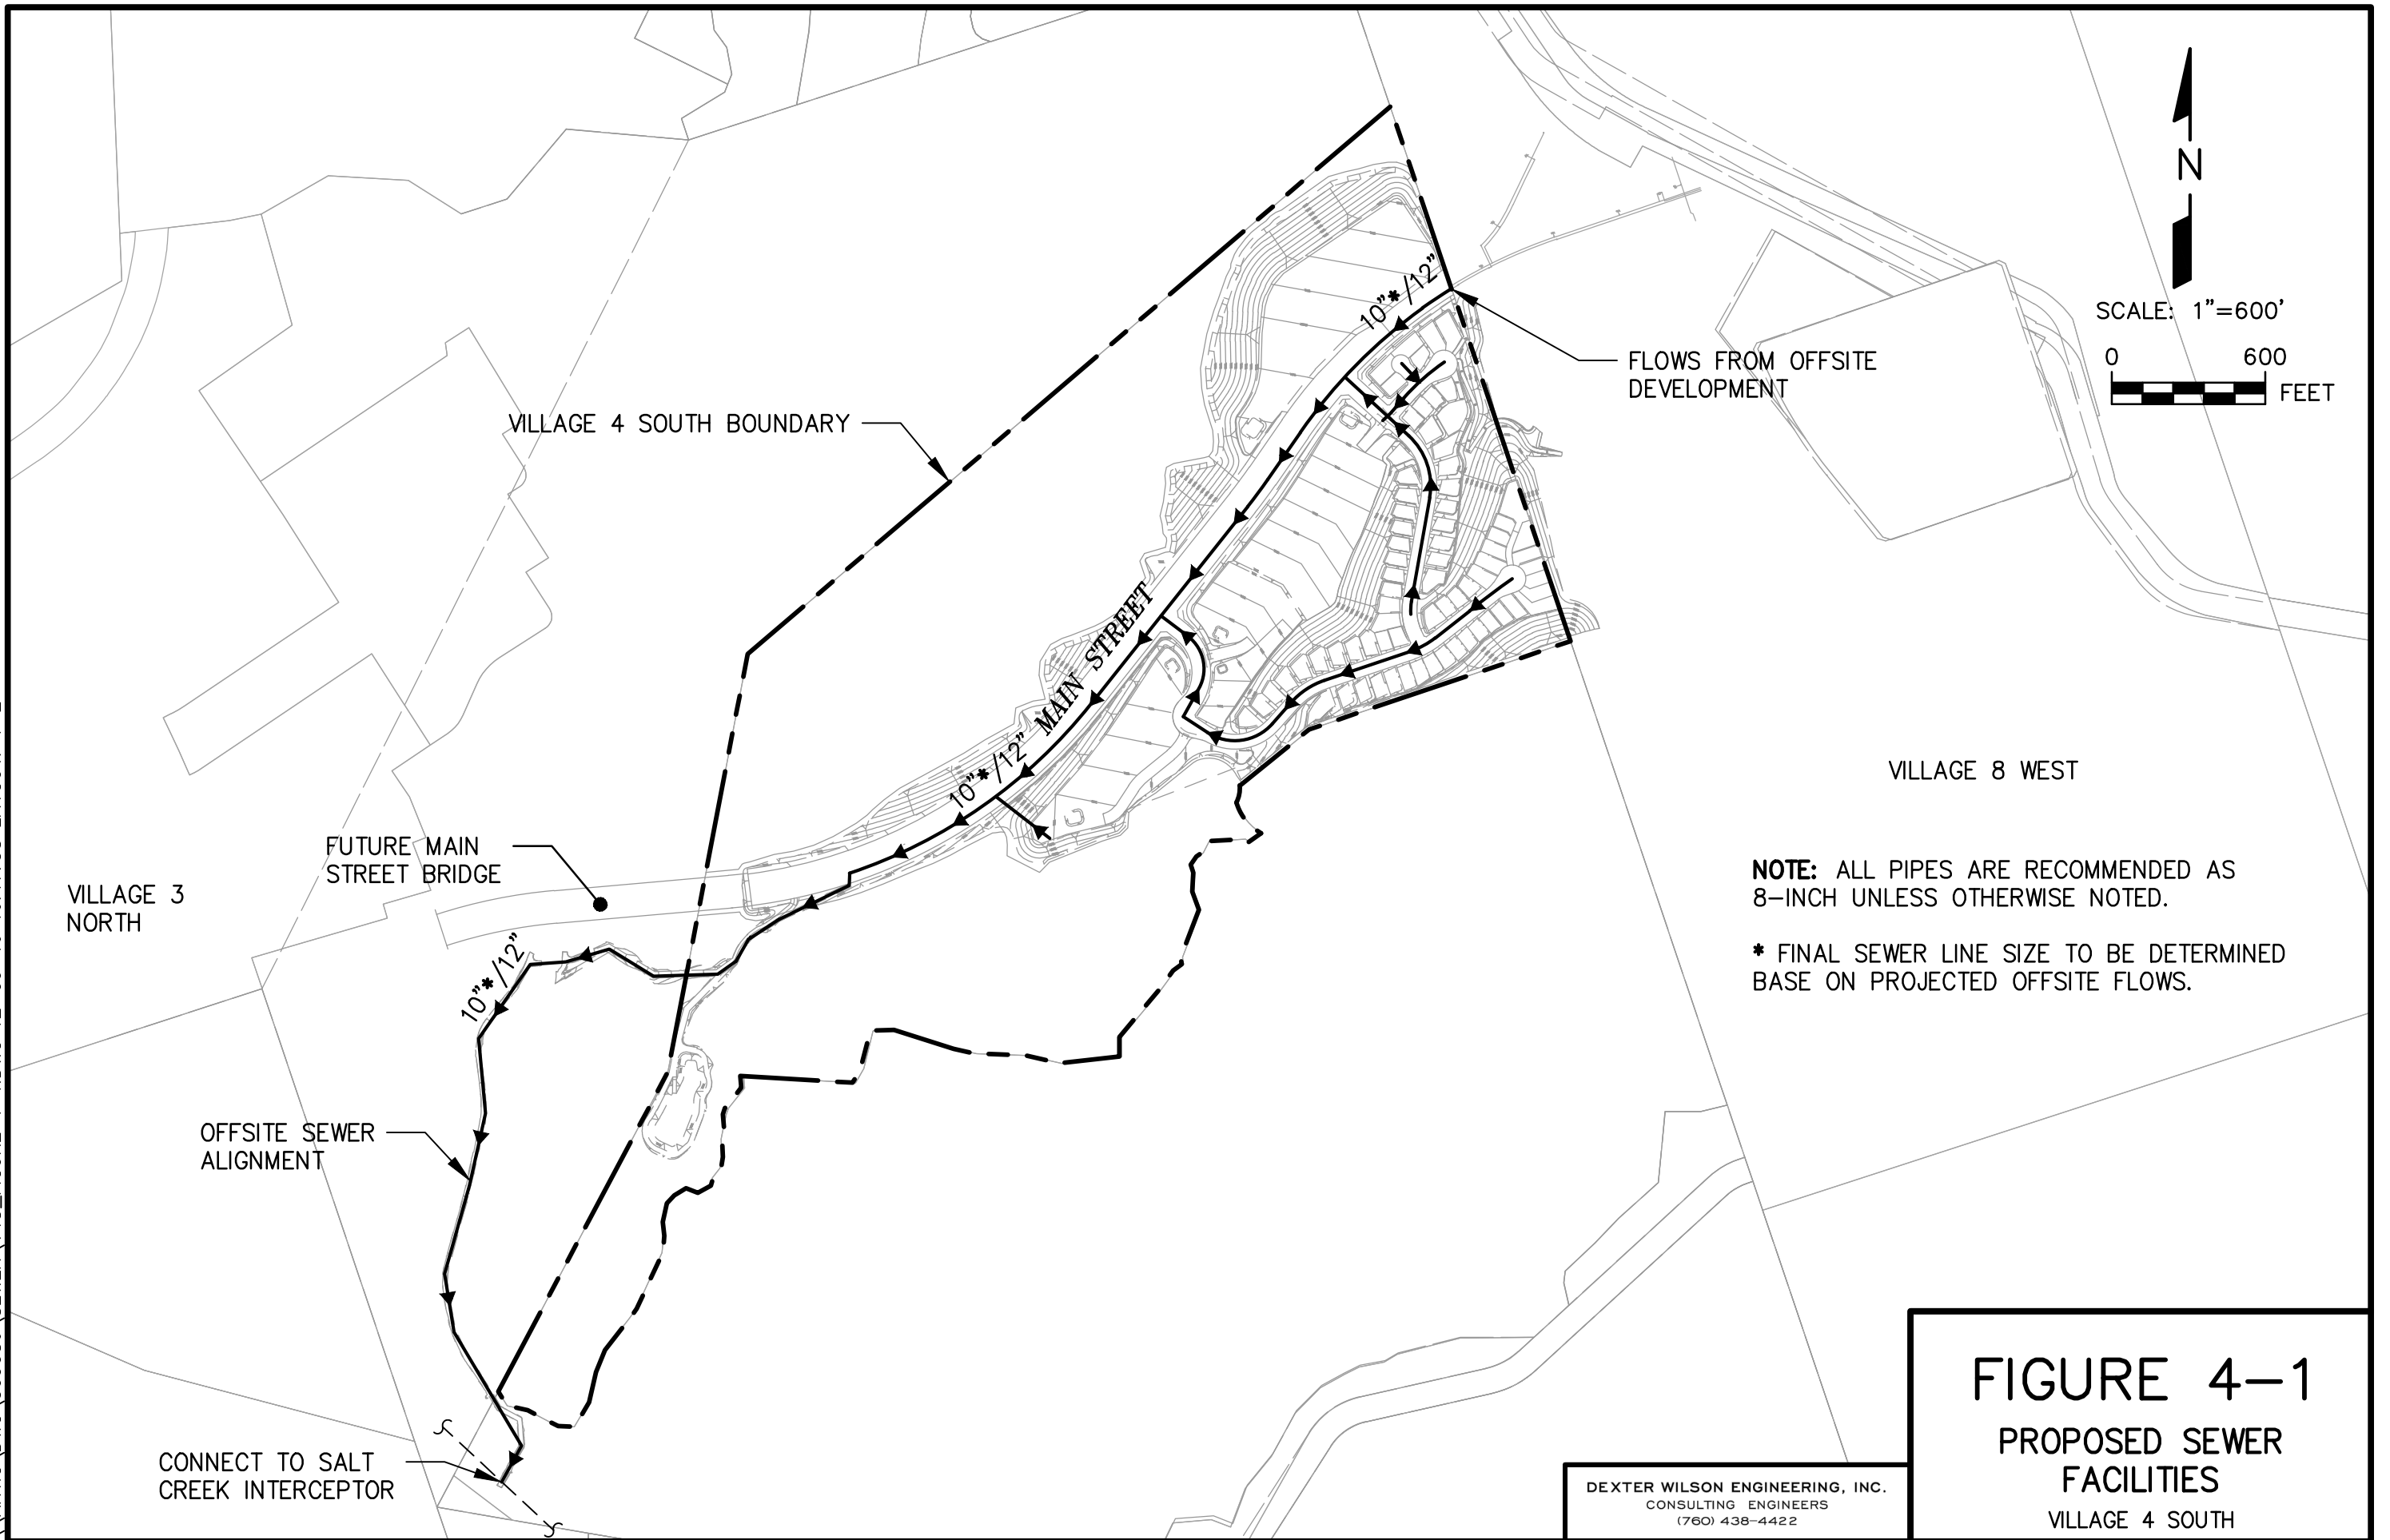 N
SCALE: 1"=600'
0 600
FEET
10"*/12"
FLOWS FROM OFFSITE
DEVELOPMENT
VILLAGE 4 SOUTH BOUNDARY
MAIN STREET
10"*/12"
VILLAGE 8 WEST
FUTURE MAIN
STREET BRIDGE
VILLAGE 3
NORTH
NOTE: ALL PIPES ARE RECOMMENDED AS
8-INCH UNLESS OTHERWISE NOTED.
* FINAL SEWER LINE SIZE TO BE DETERMINED
BASE ON PROJECTED OFFSITE FLOWS.
10"*/12"
OFFSITE SEWER
ALIGNMENT
CONNECT TO SALT
CREEK INTERCEPTOR
DEXTER WILSON ENGINEERING, INC.
CONSULTING ENGINEERS
(760) 438-4422
FIGURE 4-1
PROPOSED SEWER
FACILITIES
VILLAGE 4 SOUTH